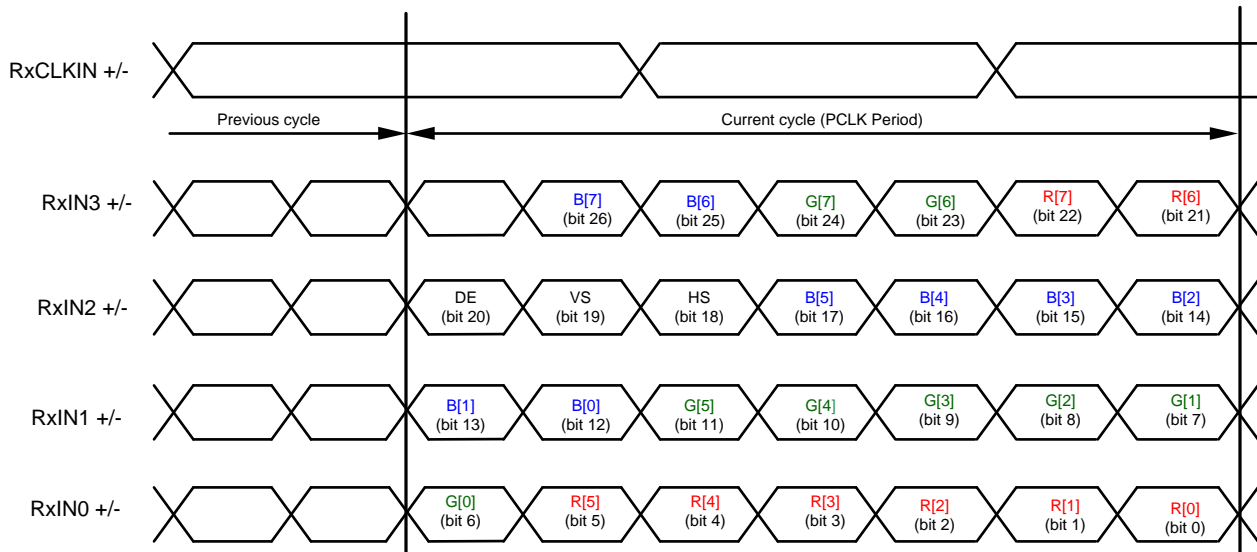 RxCLKIN +/-
Previous cycle
Current cycle (PCLK Period)
RxIN3 +/-
B[7] B[6] G[7] G[6] R[7] R[6]
(bit 26) (bit 25) (bit 24) (bit 23) (bit 22) (bit 21)
RxIN2 +/-
DE VS HS B[5] B[4] B[3] B[2]
(bit 20) (bit 19) (bit 18) (bit 17) (bit 16) (bit 15) (bit 14)
RxIN1 +/-
B[1] B[0] G[5] G[4] G[3] G[2] G[1]
(bit 13) (bit 12) (bit 11) (bit 10) (bit 9) (bit 8) (bit 7)
RxIN0 +/-
G[0] R[5] R[4] R[3] R[2] R[1] R[0]
(bit 6) (bit 5) (bit 4) (bit 3) (bit 2) (bit 1) (bit 0)